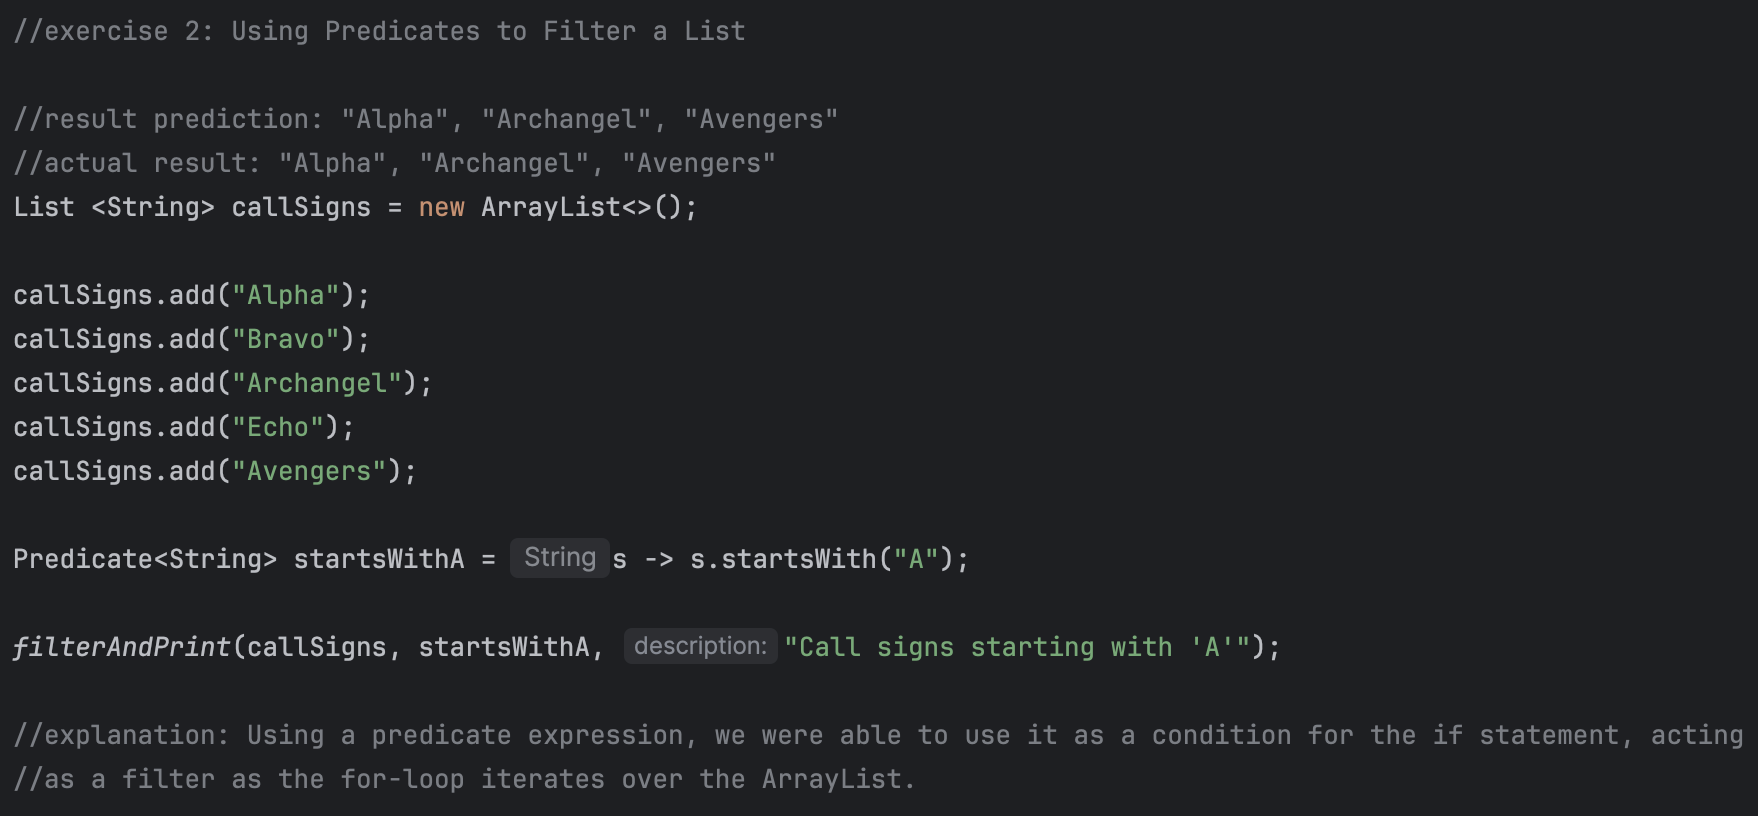 //exercise 2: Using Predicates to Filter a List
//result prediction: "Alpha", "Archangel", "Avengers"
//actual result: "Alpha", "Archangel", "Avengers"
List <String> callSigns = new ArrayList<>();
callSigns.add("Alpha");
callSigns.add("Bravo");
callSigns.add("Archangel");
callSigns.add("Echo");
callSigns.add("Avengers");
Predicate<String> startsWithA = String s -> s.startsWith("A");
filterAndPrint(callSigns, startsWithA, description: "Call signs starting with 'A'");
//explanation: Using a predicate expression, we were able to use it as a condition for the if statement, acting
//as a filter as the for-loop iterates over the ArrayList.